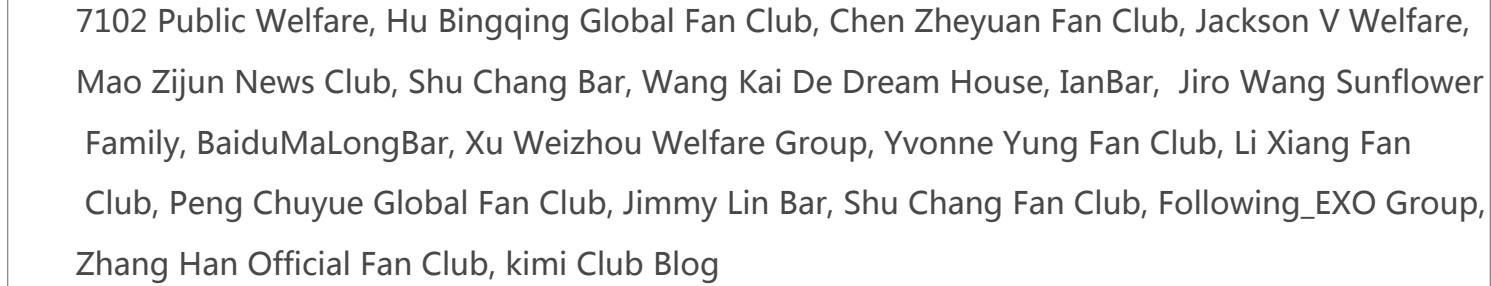 7102 Public Welfare, Hu Bingqing Global Fan Club, Chen Zheyuan Fan Club, Jackson V Welfare,
Mao Zijun News Club, Shu Chang Bar, Wang Kai De Dream House, IanBar, Jiro Wang Sunflower
Family, BaiduMaLongBar, Xu Weizhou Welfare Group, Yvonne Yung Fan Club, Li Xiang Fan
Club, Peng Chuyue Global Fan Club, Jimmy Lin Bar, Shu Chang Fan Club, Following_EXO Group,
Zhang Han Official Fan Club, kimi Club Blog